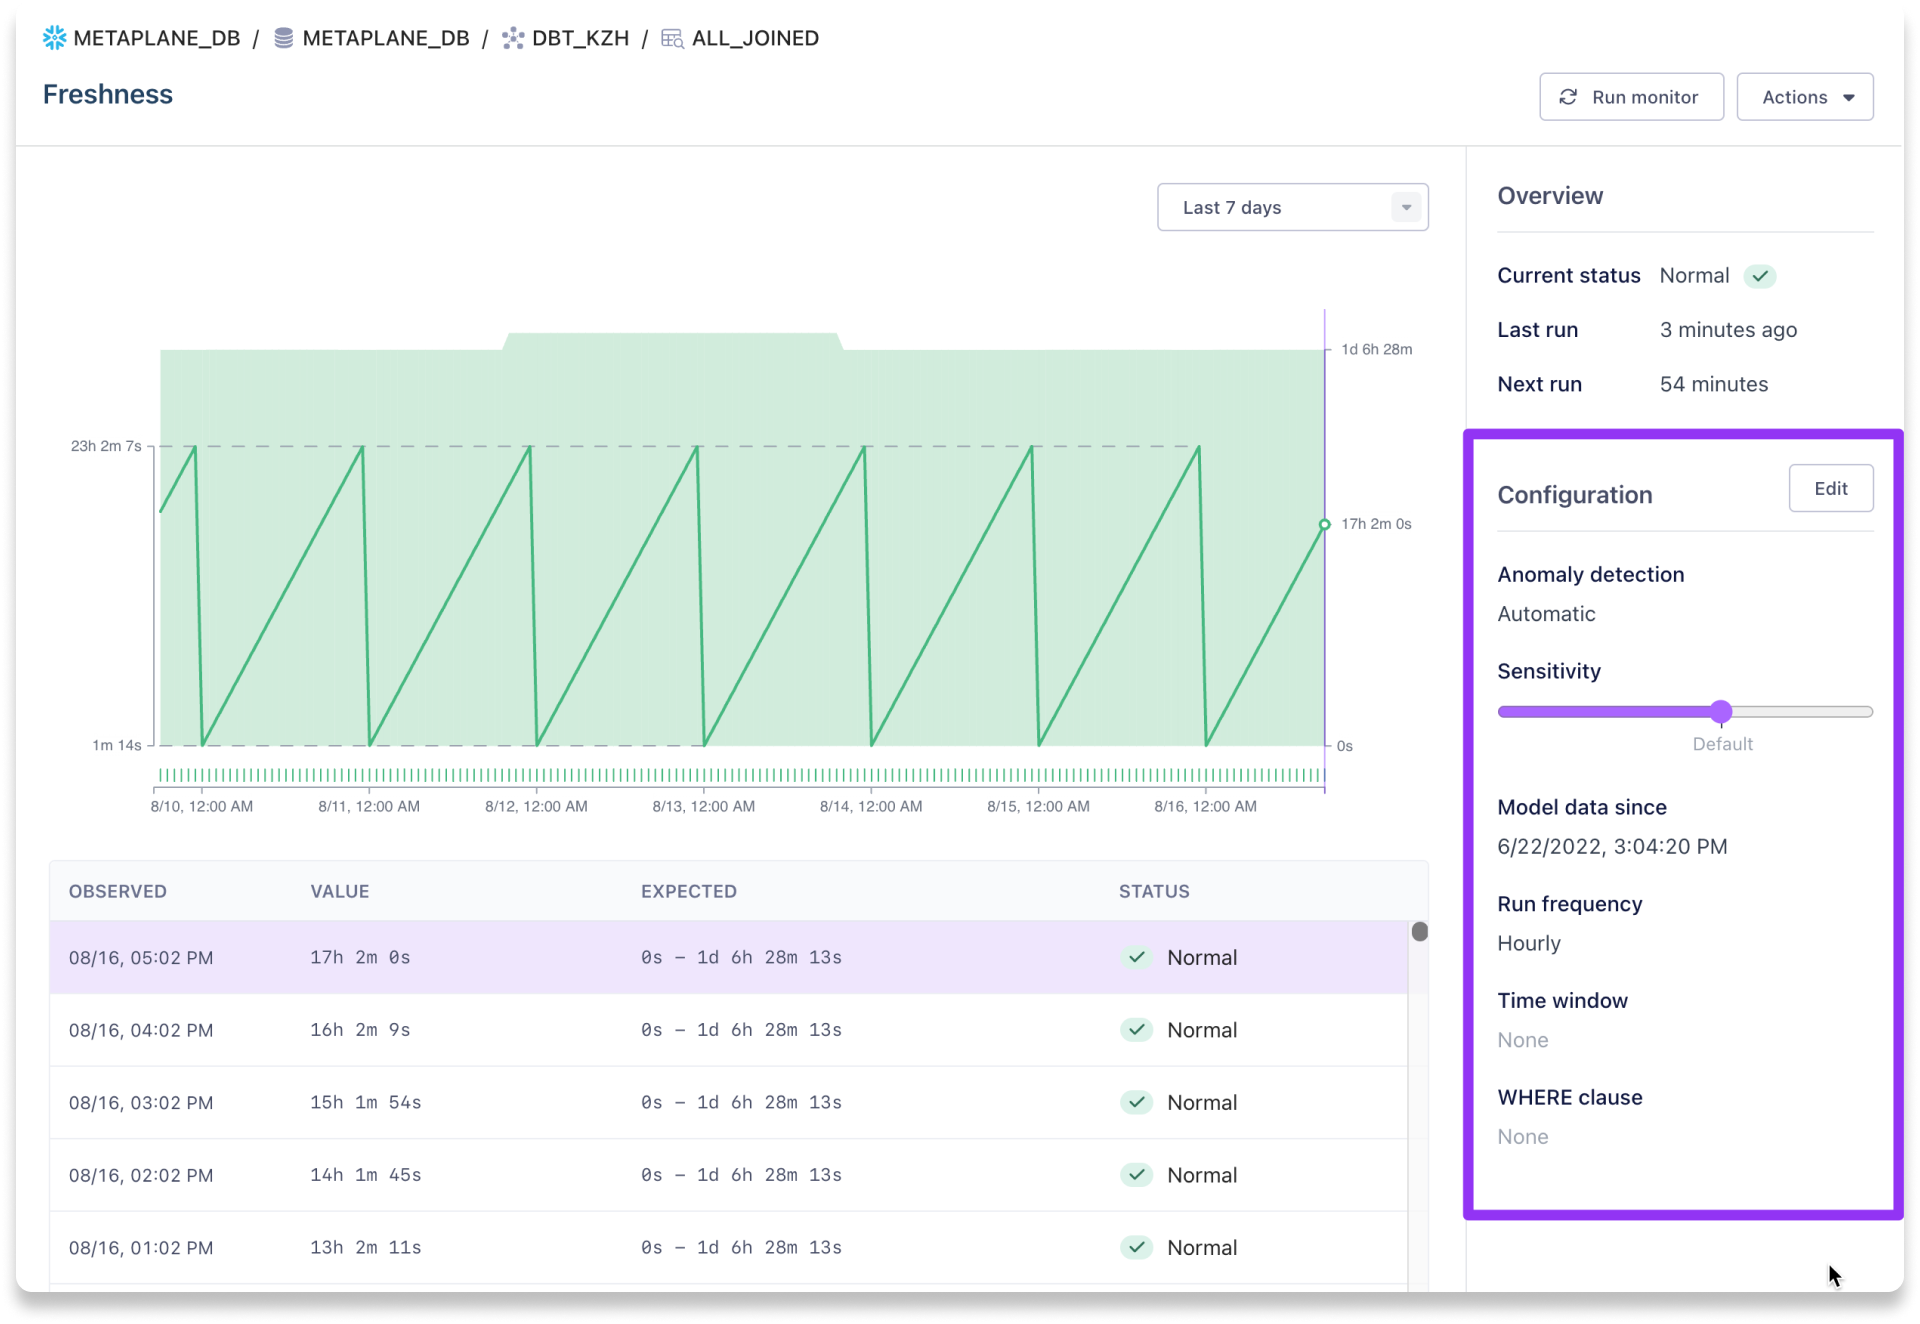 METAPLANE_DB / METAPLANE_DB / DBT_KZH / ALL_JOINED
Freshness
Run monitor
Actions
Last 7 days
1d 6h 28m
23h 2m 7s
17h 2m 0s
1m 14s
0s
8/10, 12:00 AM 8/11, 12:00 AM 8/12, 12:00 AM 8/13, 12:00 AM 8/14, 12:00 AM 8/15, 12:00 AM 8/16, 12:00 AM
OBSERVED VALUE EXPECTED STATUS
08/16, 05:02 PM 17h 2m 0s 0s – 1d 6h 28m 13s Normal
08/16, 04:02 PM 16h 2m 9s 0s – 1d 6h 28m 13s Normal
08/16, 03:02 PM 15h 1m 54s 0s – 1d 6h 28m 13s Normal
08/16, 02:02 PM 14h 1m 45s 0s – 1d 6h 28m 13s Normal
08/16, 01:02 PM 13h 2m 11s 0s – 1d 6h 28m 13s Normal
Overview
Current status Normal
Last run 3 minutes ago
Next run 54 minutes
Configuration
Edit
Anomaly detection
Automatic
Sensitivity
Default
Model data since
6/22/2022, 3:04:20 PM
Run frequency
Hourly
Time window
None
WHERE clause
None